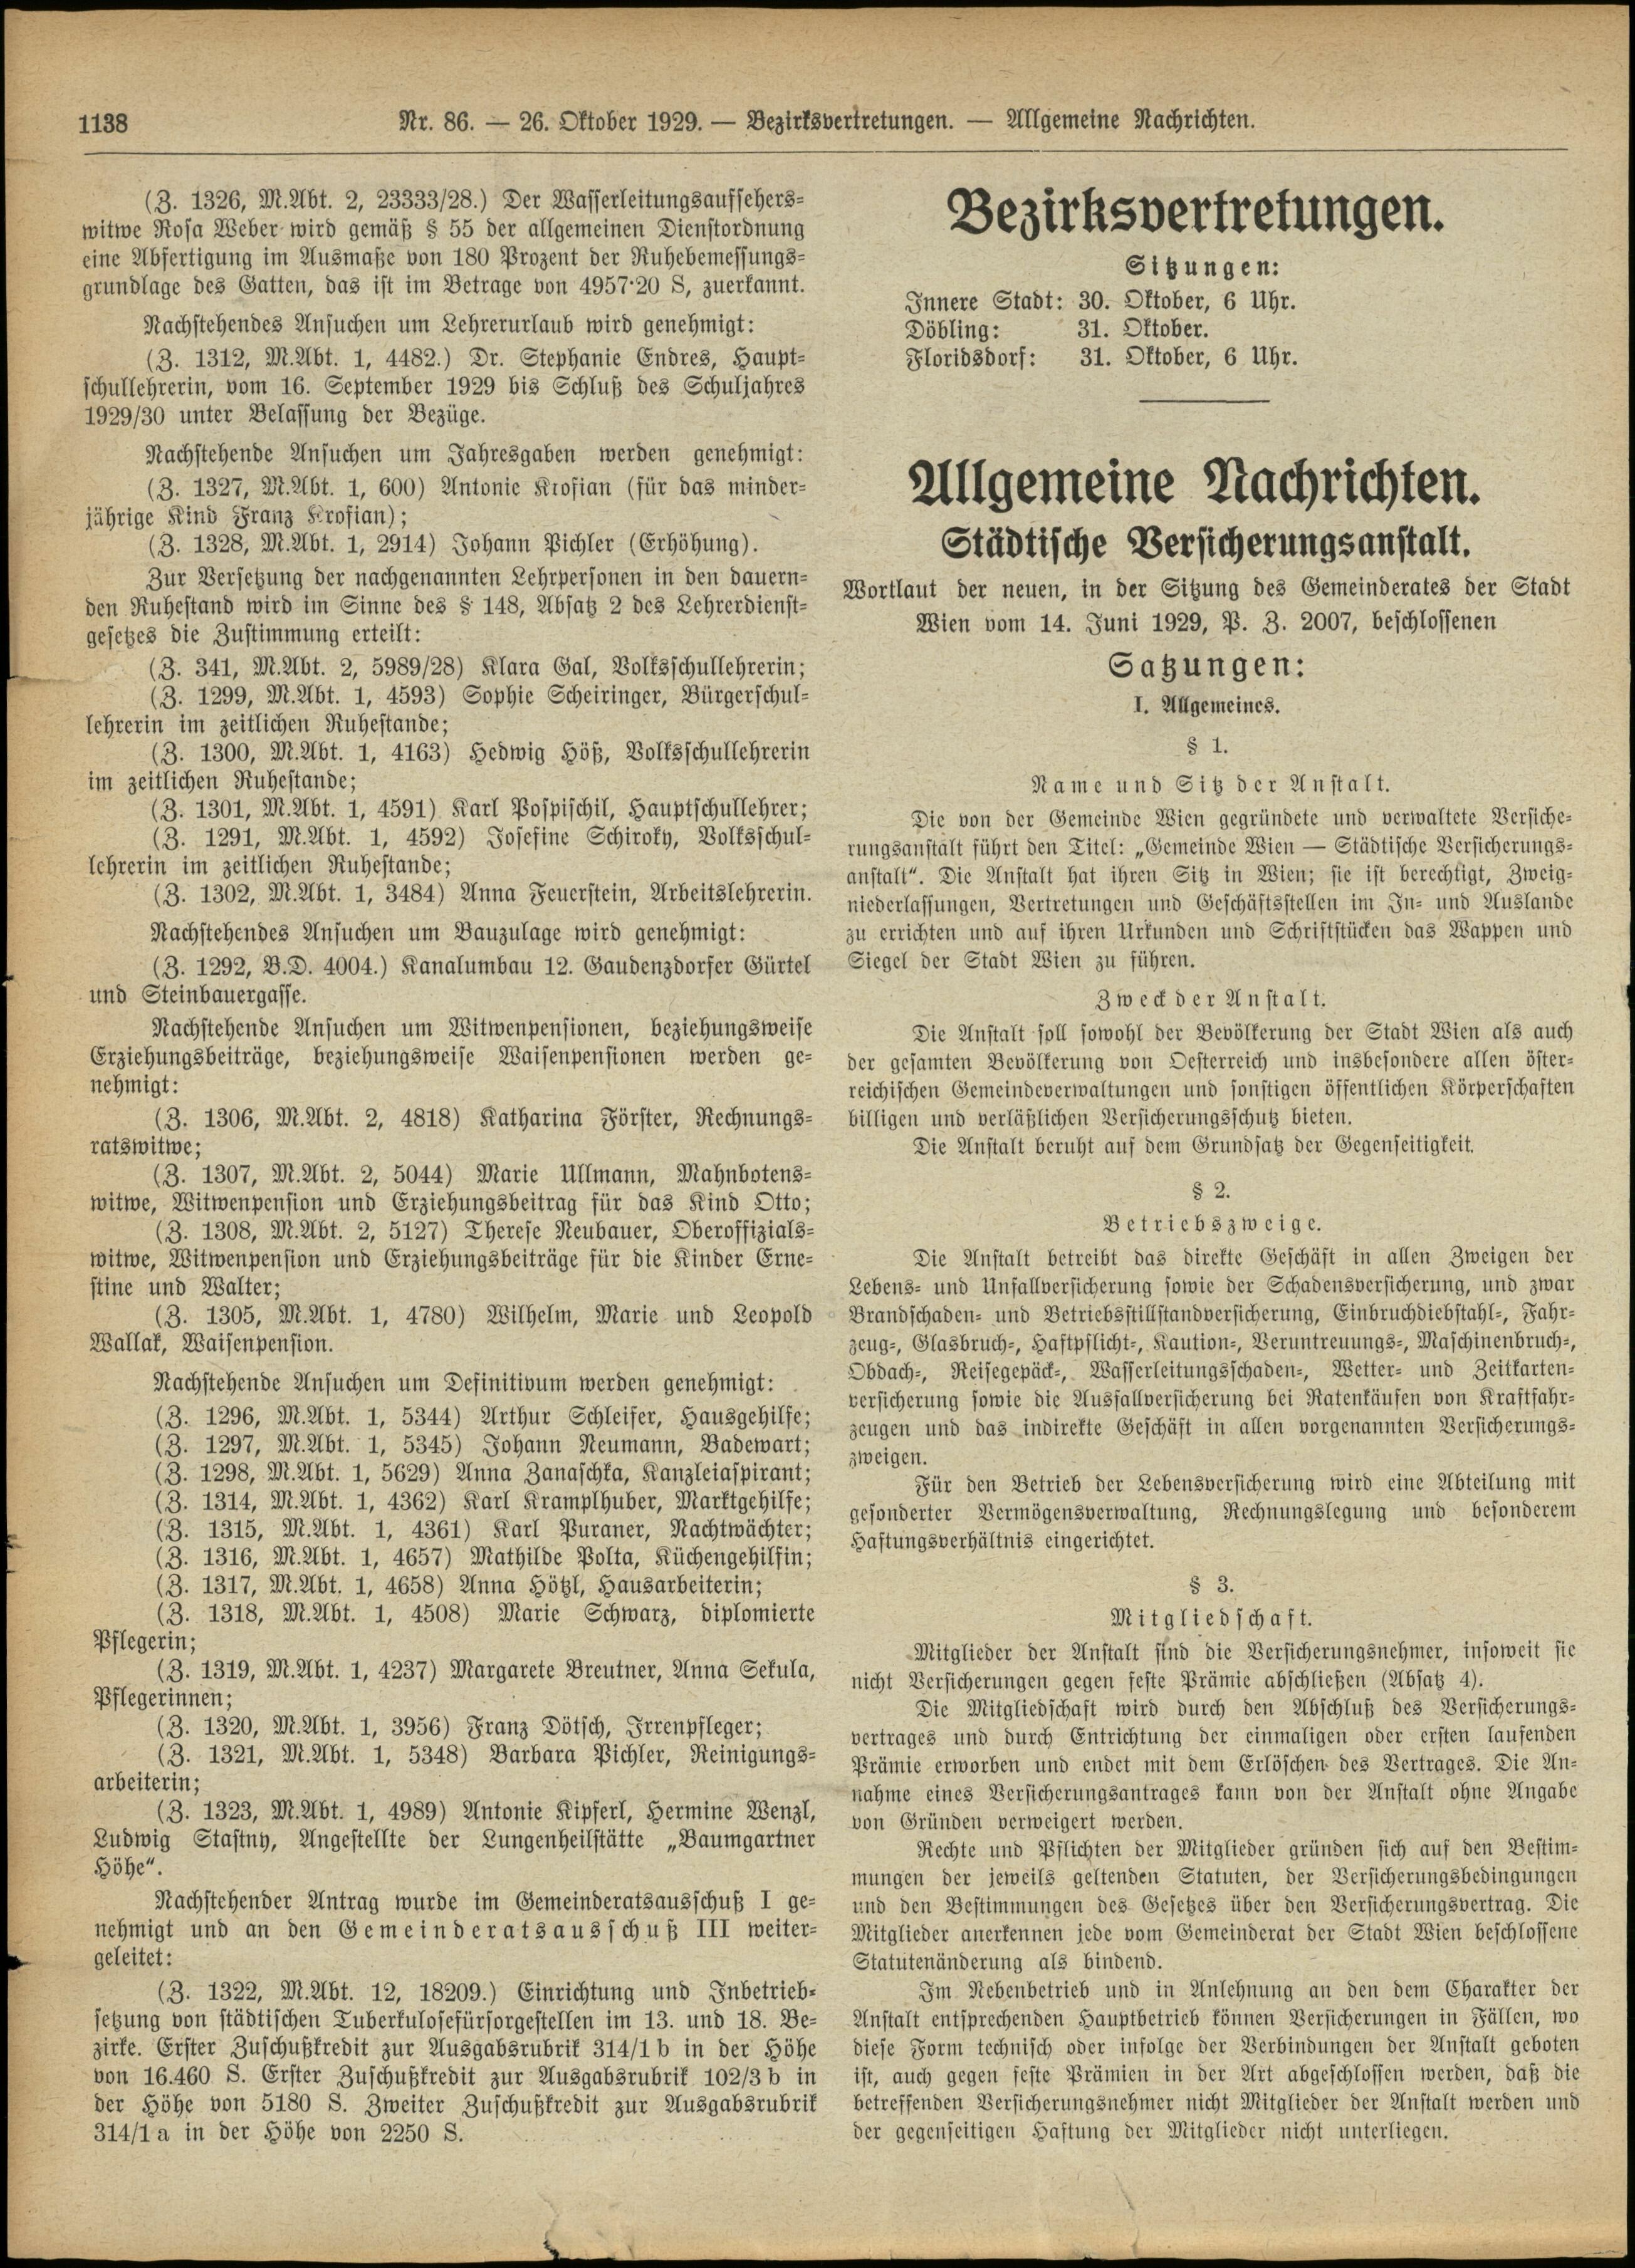 1138
Nr. 86. — 26. Oktober 1929. — Bezirksvertretungen. — Allgemeine Nachrichten.
(Z. 1326, M.Abt. 2, 23333/28.) Der Wasserleitungsaufsehers-
witwe Rosa Weber wird gemäß § 55 der allgemeinen Dienstordnung
eine Abfertigung im Ausmaße von 180 Prozent der Ruhebemessungs-
grundlage des Gatten, das ist im Betrage von 4957·20 S, zuerkannt.
Nachstehendes Ansuchen um Lehrerurlaub wird genehmigt:
(Z. 1312, M.Abt. 1, 4482.) Dr. Stephanie Endres, Haupt-
schullehrerin, vom 16. September 1929 bis Schluß des Schuljahres
1929/30 unter Belassung der Bezüge.
Nachstehende Ansuchen um Jahresgaben werden genehmigt:
(Z. 1327, M.Abt. 1, 600) Antonie Krosian (für das minder-
jährige Kind Franz Krosian);
(Z. 1328, M.Abt. 1, 2914) Johann Pichler (Erhöhung).
Zur Versetzung der nachgenannten Lehrpersonen in den dauern-
den Ruhestand wird im Sinne des § 148, Absatz 2 des Lehrerdienst-
gesetzes die Zustimmung erteilt:
(Z. 341, M.Abt. 2, 5989/28) Klara Gal, Volksschullehrerin;
(Z. 1299, M.Abt. 1, 4593) Sophie Scheiringer, Bürgerschul-
lehrerin im zeitlichen Ruhestande;
(Z. 1300, M.Abt. 1, 4163) Hedwig Höß, Volksschullehrerin
im zeitlichen Ruhestande;
(Z. 1301, M.Abt. 1, 4591) Karl Pospischil, Hauptschullehrer;
(Z. 1291, M.Abt. 1, 4592) Josefine Schiroky, Volksschul-
lehrerin im zeitlichen Ruhestande;
(Z. 1302, M.Abt. 1, 3484) Anna Feuerstein, Arbeitslehrerin.
Nachstehendes Ansuchen um Bauzulage wird genehmigt:
(Z. 1292, B.D. 4004.) Kanalumbau 12. Gaudenzdorfer Gürtel
und Steinbauergasse.
Nachstehende Ansuchen um Witwenpensionen, beziehungsweise
Erziehungsbeiträge, beziehungsweise Waisenpensionen werden ge-
nehmigt:
(Z. 1306, M.Abt. 2, 4818) Katharina Förster, Rechnungs-
ratswitwe;
(Z. 1307, M.Abt. 2, 5044) Marie Ullmann, Mahnbotens-
witwe, Witwenpension und Erziehungsbeitrag für das Kind Otto;
(Z. 1308, M.Abt. 2, 5127) Therese Neubauer, Oberoffizials-
witwe, Witwenpension und Erziehungsbeiträge für die Kinder Erne-
stine und Walter;
(Z. 1305, M.Abt. 1, 4780) Wilhelm, Marie und Leopold
Wallak, Waisenpension.
Nachstehende Ansuchen um Definitivum werden genehmigt:
(Z. 1296, M.Abt. 1, 5344) Arthur Schleifer, Hausgehilfe;
(Z. 1297, M.Abt. 1, 5345) Johann Neumann, Badewart;
(Z. 1298, M.Abt. 1, 5629) Anna Zanaschka, Kanzleiaspirant;
(Z. 1314, M.Abt. 1, 4362) Karl Kramplhuber, Marktgehilfe;
(Z. 1315, M.Abt. 1, 4361) Karl Puraner, Nachtwächter;
(Z. 1316, M.Abt. 1, 4657) Mathilde Polta, Küchengehilfin;
(Z. 1317, M.Abt. 1, 4658) Anna Hötzl, Hausarbeiterin;
(Z. 1318, M.Abt. 1, 4508) Marie Schwarz, diplomierte
Pflegerin;
(Z. 1319, M.Abt. 1, 4237) Margarete Breutner, Anna Sekula,
Pflegerinnen;
(Z. 1320, M.Abt. 1, 3956) Franz Dötsch, Irrenpfleger;
(Z. 1321, M.Abt. 1, 5348) Barbara Pichler, Reinigungs-
arbeiterin;
(Z. 1323, M.Abt. 1, 4989) Antonie Kipferl, Hermine Wenzl,
Ludwig Stastny, Angestellte der Lungenheilstätte „Baumgartner
Höhe“.
Nachstehender Antrag wurde im Gemeinderatsausschuß I ge-
nehmigt und an den Gemeinderatsausschuß III weiter-
geleitet:
(Z. 1322, M.Abt. 12, 18209.) Einrichtung und Inbetrieb-
setzung von städtischen Tuberkulosefürsorgestellen im 13. und 18. Be-
zirke. Erster Zuschußkredit zur Ausgabsrubrik 314/1 b in der Höhe
von 16.460 S. Erster Zuschußkredit zur Ausgabsrubrik 102/3 b in
der Höhe von 5180 S. Zweiter Zuschußkredit zur Ausgabsrubrik
314/1 a in der Höhe von 2250 S.
Bezirksvertretungen.
Sitzungen:
Innere Stadt: 30. Oktober, 6 Uhr.
Döbling: 31. Oktober.
Floridsdorf: 31. Oktober, 6 Uhr.
Allgemeine Nachrichten.
Städtische Versicherungsanstalt.
Wortlaut der neuen, in der Sitzung des Gemeinderates der Stadt
Wien vom 14. Juni 1929, P. Z. 2007, beschlossenen
Satzungen:
I. Allgemeines.
§ 1.
Name und Sitz der Anstalt.
Die von der Gemeinde Wien gegründete und verwaltete Versiche-
rungsanstalt führt den Titel: „Gemeinde Wien — Städtische Versicherungs-
anstalt“. Die Anstalt hat ihren Sitz in Wien; sie ist berechtigt, Zweig-
niederlassungen, Vertretungen und Geschäftsstellen im In- und Auslande
zu errichten und auf ihren Urkunden und Schriftstücken das Wappen und
Siegel der Stadt Wien zu führen.
Zweck der Anstalt.
Die Anstalt soll sowohl der Bevölkerung der Stadt Wien als auch
der gesamten Bevölkerung von Oesterreich und insbesondere allen öster-
reichischen Gemeindeverwaltungen und sonstigen öffentlichen Körperschaften
billigen und verläßlichen Versicherungsschutz bieten.
Die Anstalt beruht auf dem Grundsatz der Gegenseitigkeit.
§ 2.
Betriebszweige.
Die Anstalt betreibt das direkte Geschäft in allen Zweigen der
Lebens- und Unfallversicherung sowie der Schadensversicherung, und zwar
Brandschaden- und Betriebsstillstandversicherung, Einbruchdiebstahl-, Fahr-
zeug-, Glasbruch-, Haftpflicht-, Kaution-, Veruntreuungs-, Maschinenbruch-,
Obdach-, Reisegepäck-, Wasserleitungsschaden-, Wetter- und Zeitkarten-
versicherung sowie die Ausfallversicherung bei Ratenkäufen von Kraftfahr-
zeugen und das indirekte Geschäft in allen vorgenannten Versicherungs-
zweigen.
Für den Betrieb der Lebensversicherung wird eine Abteilung mit
gesonderter Vermögensverwaltung, Rechnungslegung und besonderem
Haftungsverhältnis eingerichtet.
§ 3.
Mitgliedschaft.
Mitglieder der Anstalt sind die Versicherungsnehmer, insoweit sie
nicht Versicherungen gegen feste Prämie abschließen (Absatz 4).
Die Mitgliedschaft wird durch den Abschluß des Versicherungs-
vertrages und durch Entrichtung der einmaligen oder ersten laufenden
Prämie erworben und endet mit dem Erlöschen des Vertrages. Die An-
nahme eines Versicherungsantrages kann von der Anstalt ohne Angabe
von Gründen verweigert werden.
Rechte und Pflichten der Mitglieder gründen sich auf den Bestim-
mungen der jeweils geltenden Statuten, der Versicherungsbedingungen
und den Bestimmungen des Gesetzes über den Versicherungsvertrag. Die
Mitglieder anerkennen jede vom Gemeinderat der Stadt Wien beschlossene
Statutenänderung als bindend.
Im Nebenbetrieb und in Anlehnung an den dem Charakter der
Anstalt entsprechenden Hauptbetrieb können Versicherungen in Fällen, wo
diese Form technisch oder infolge der Verbindungen der Anstalt geboten
ist, auch gegen feste Prämien in der Art abgeschlossen werden, daß die
betreffenden Versicherungsnehmer nicht Mitglieder der Anstalt werden und
der gegenseitigen Haftung der Mitglieder nicht unterliegen.